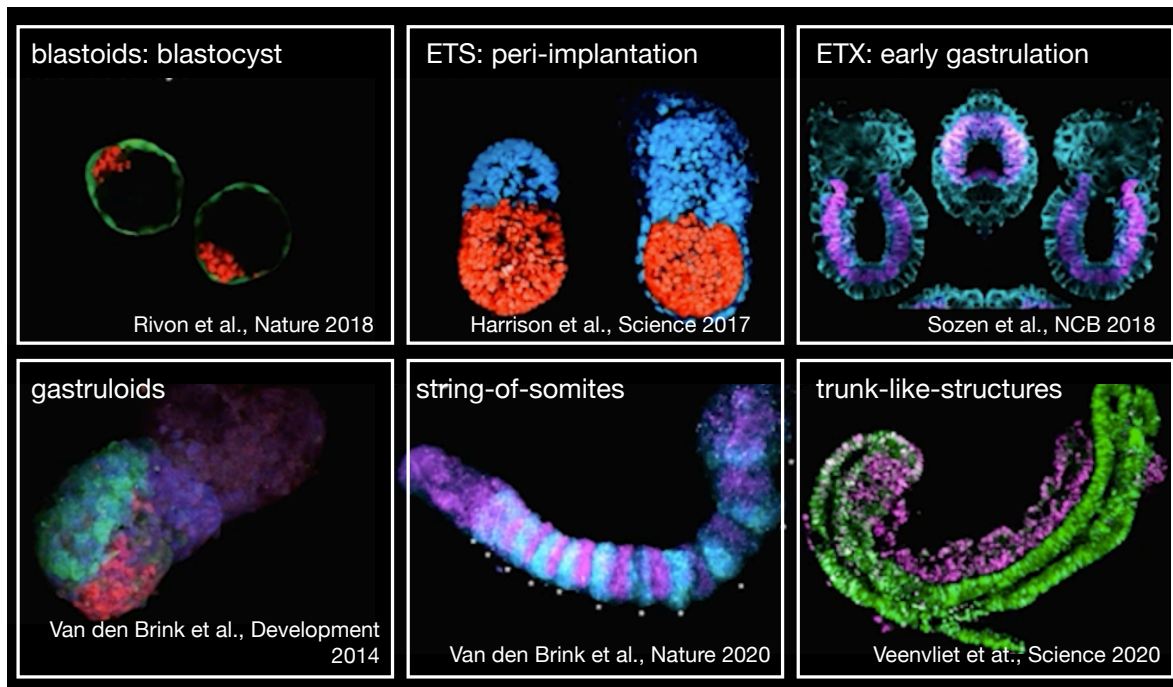 blastoids: blastocyst
Rivon et al., Nature 2018
ETS: peri-implantation
Harrison et al., Science 2017
ETX: early gastrulation
Sozen et al., NCB 2018
gastruloids
Van den Brink et al., Development
2014
string-of-somites
Van den Brink et al., Nature 2020
trunk-like-structures
Veenvliet et at., Science 2020